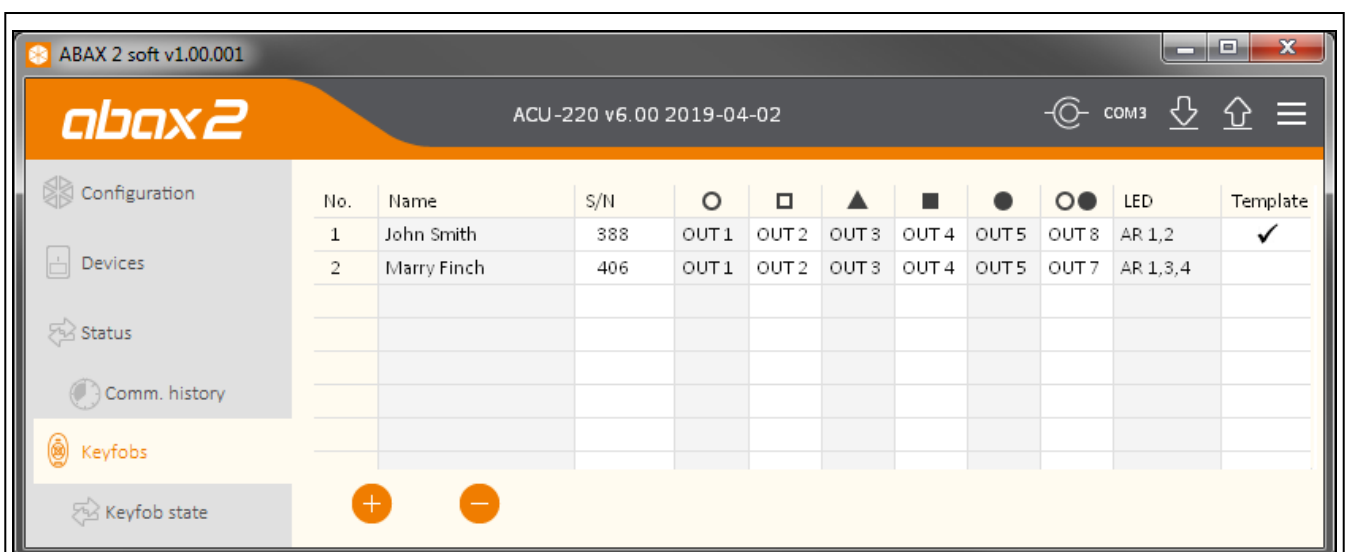 ABAX 2 soft v1.00.001
abax2 ACU-220 v6.00 2019-04-02 COM3
Configuration
Devices
Status
Comm. history
Keyfobs
Keyfob state
No. Name S/N LED Template
1 John Smith 388 OUT 1 OUT 2 OUT 3 OUT 4 OUT 5 OUT 8 AR 1,2
2 Marry Finch 406 OUT 1 OUT 2 OUT 3 OUT 4 OUT 5 OUT 7 AR 1,3,4